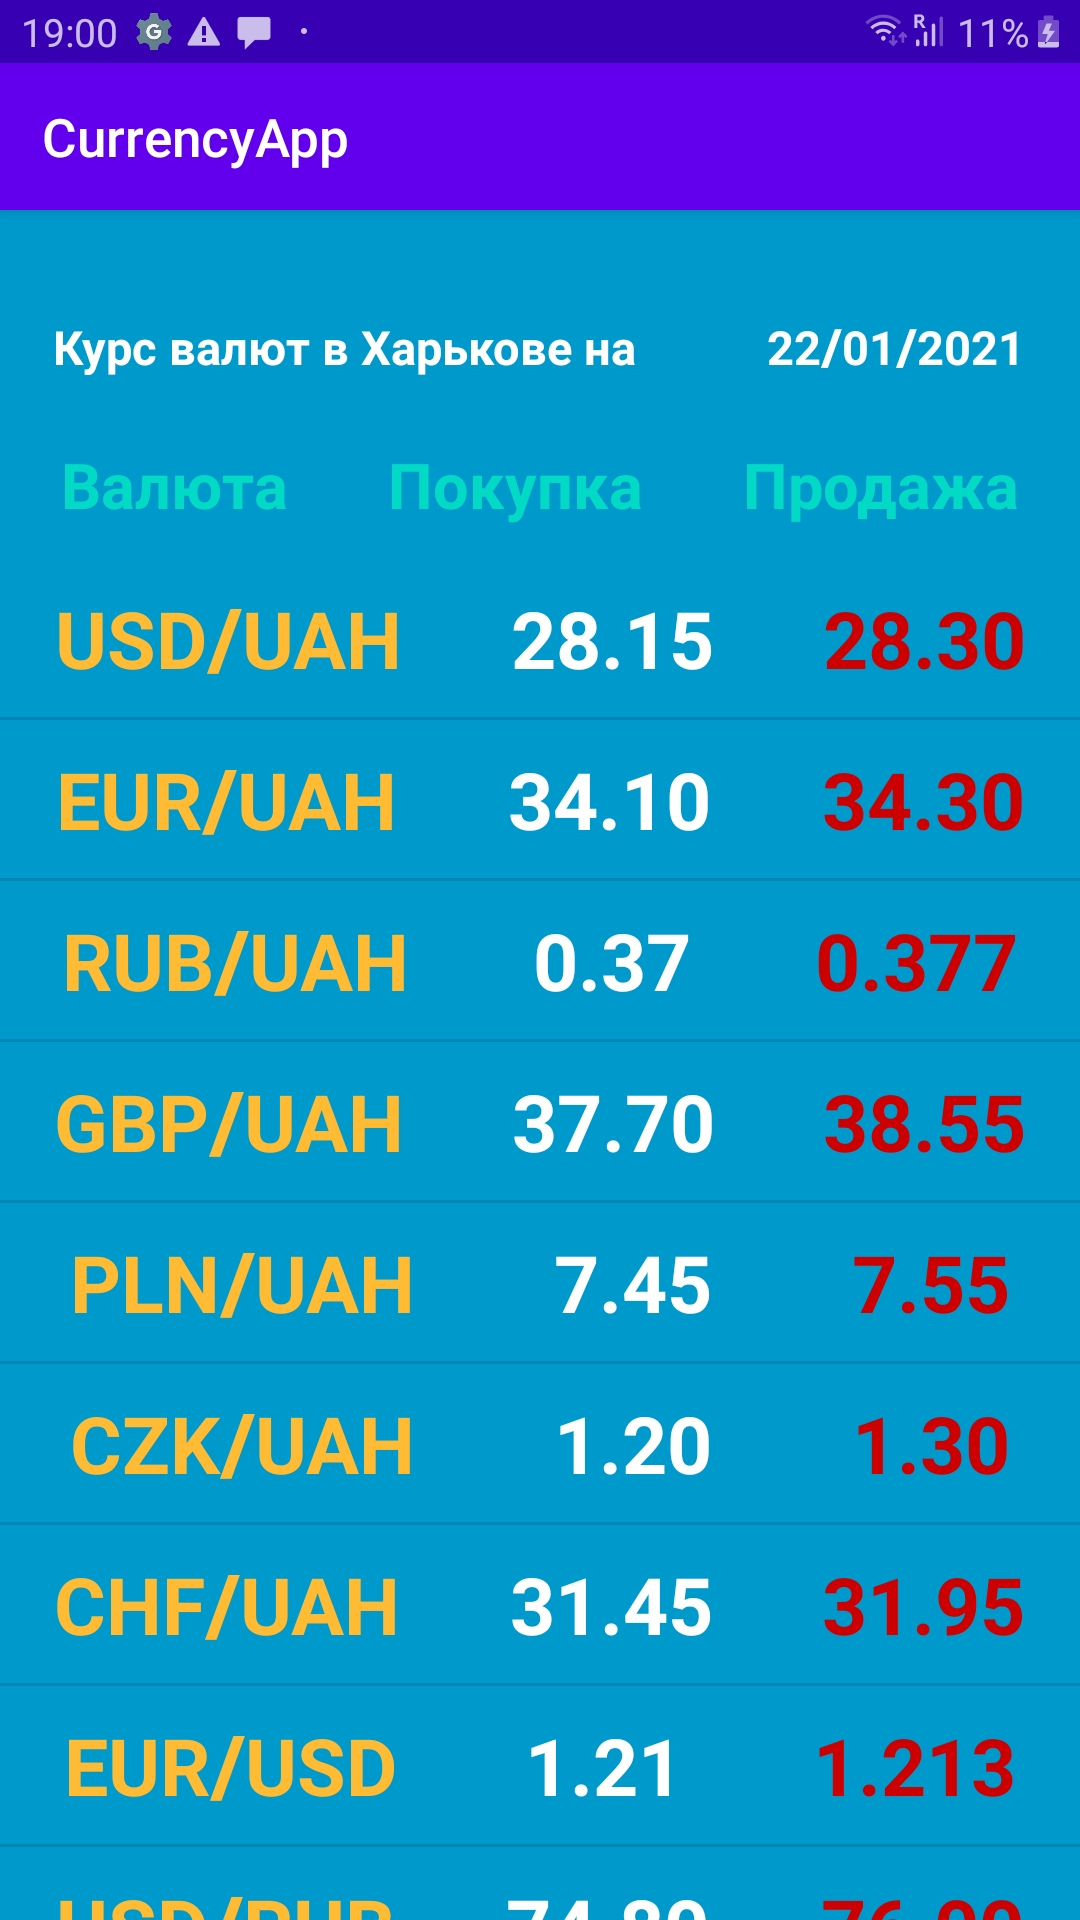 19:00 R 11%
CurrencyApp
Курс валют в Харькове на 22/01/2021
Валюта Покупка Продажа
USD/UAH 28.15 28.30
EUR/UAH 34.10 34.30
RUB/UAH 0.37 0.377
GBP/UAH 37.70 38.55
PLN/UAH 7.45 7.55
CZK/UAH 1.20 1.30
CHF/UAH 31.45 31.95
EUR/USD 1.21 1.213
USD/RUB